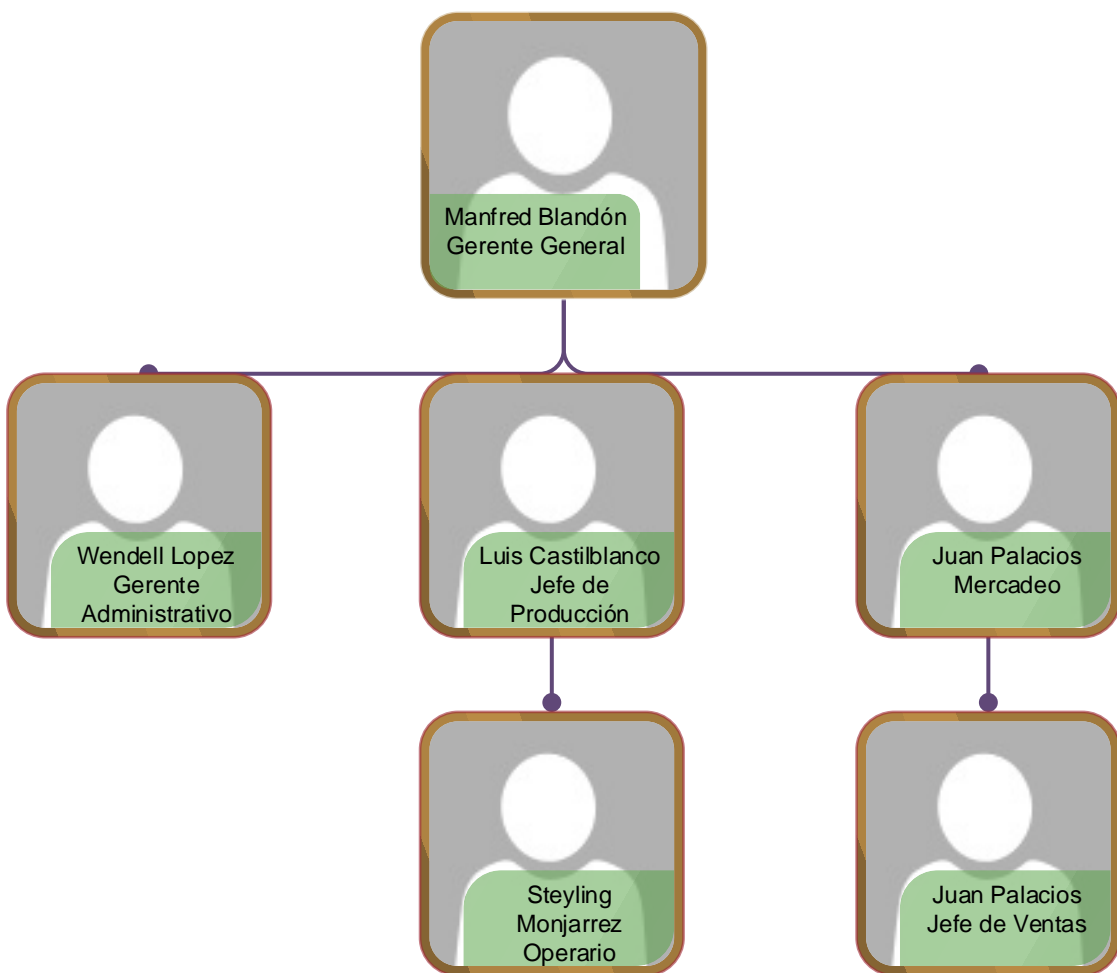 Manfred Blandón
Gerente General
Wendell Lopez
Gerente
Administrativo
Luis Castilblanco
Jefe de
Producción
Juan Palacios
Mercadeo
Steyling
Monjarrez
Operario
Juan Palacios
Jefe de Ventas